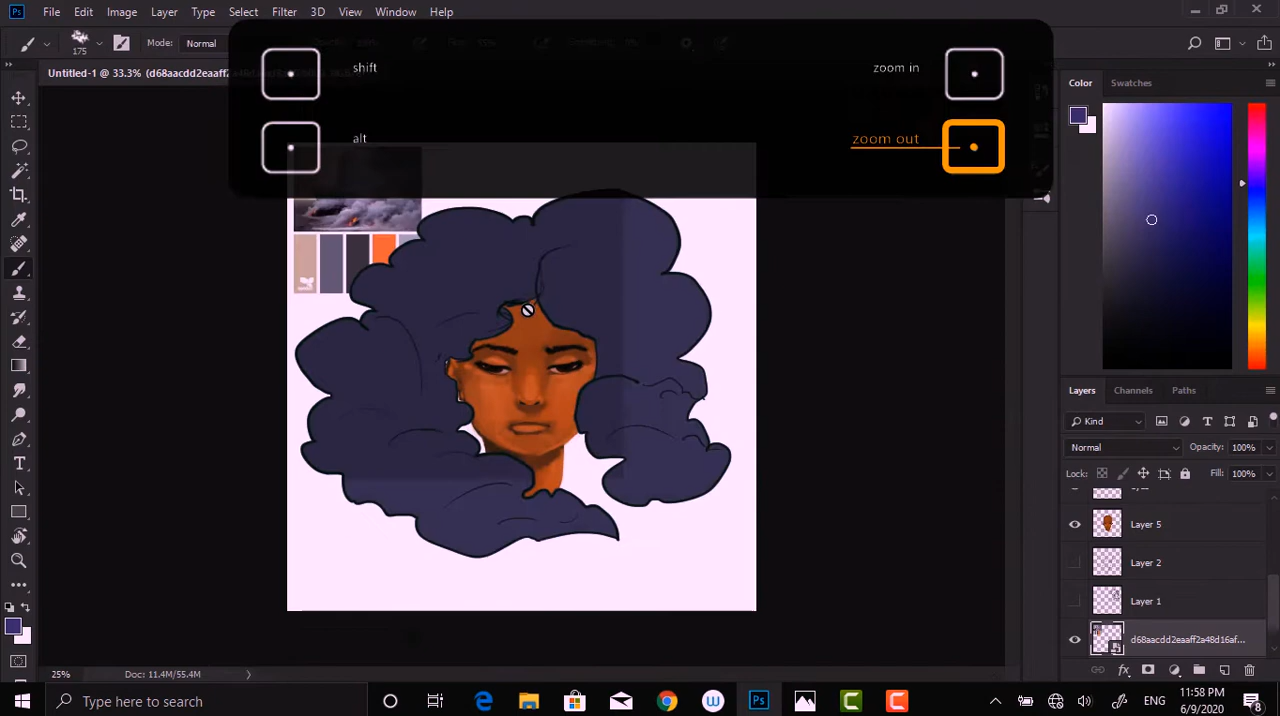 File Edit Image Layer Type Select Filter 3D View Window Help
175 Mode: Normal
Untitled-1 @ 33.3% (d68aacdd2eaaff2a48d16af
shift
zoom in
alt
zoom out
Color Swatches
Layers Channels Paths
Kind
Normal Opacity: 100%
Lock: Fill: 100%
Layer 5
Layer 2
Layer 1
d68aacdd2eaaff2a48d16af...
25% Doc: 11.4M/55.4M
Type here to search
ENG 11:58 PM
6/9/2020
8